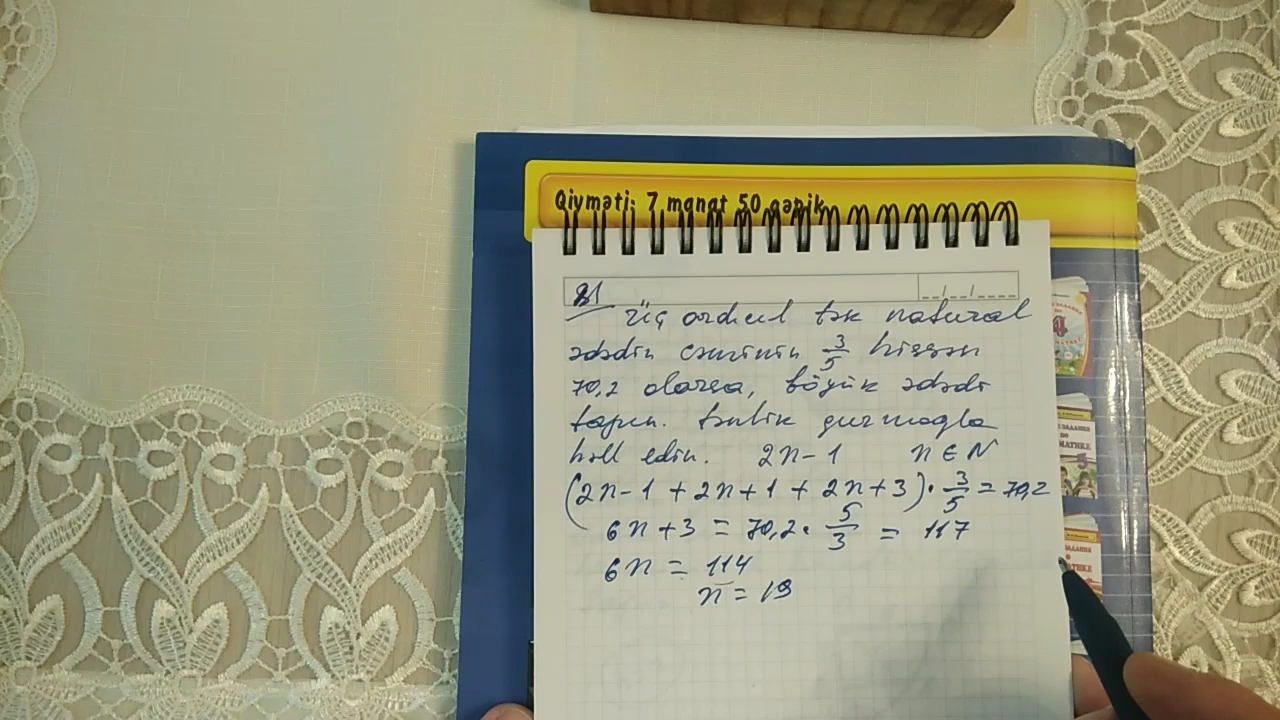 Qiyməti: 7 manat 50 qəpik
81
Üç ardıcıl tək natural
ədədin cəminin 3/5 hissəsi
70,2 olarsa, böyük ədədi
tapın. Tənlik qurmaqla
həll edin. 2n-1 n∈N
(2n-1 + 2n+1 + 2n+3) · 3/5 = 70,2
6n+3 = 70,2 · 5/3 = 117
6n = 114
n = 19